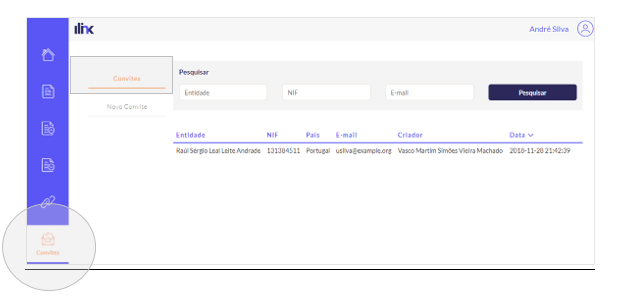 ilink
André Silva
Convites
Novo Convite
Pesquisar
Entidade NIF E-mail Pesquisar
Entidade NIF País E-mail Criador Data
Raúl Sérgio Leal Leite Andrade 131384511 Portugal usilva@example.org Vasco Martim Simões Vieira Machado 2018-11-28 21:42:39
Convites